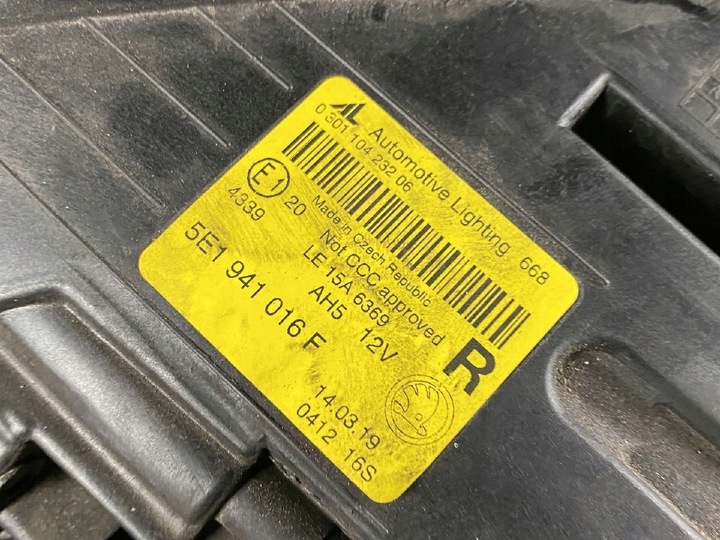 AL Automotive Lighting 668
0 301 104 232 06
E1 20
4339
Made in Czech Republic
Not CCC approved
LE 15A 6369
AH5 12V
5E1 941 016 F
R
14.03.19
0412 16S